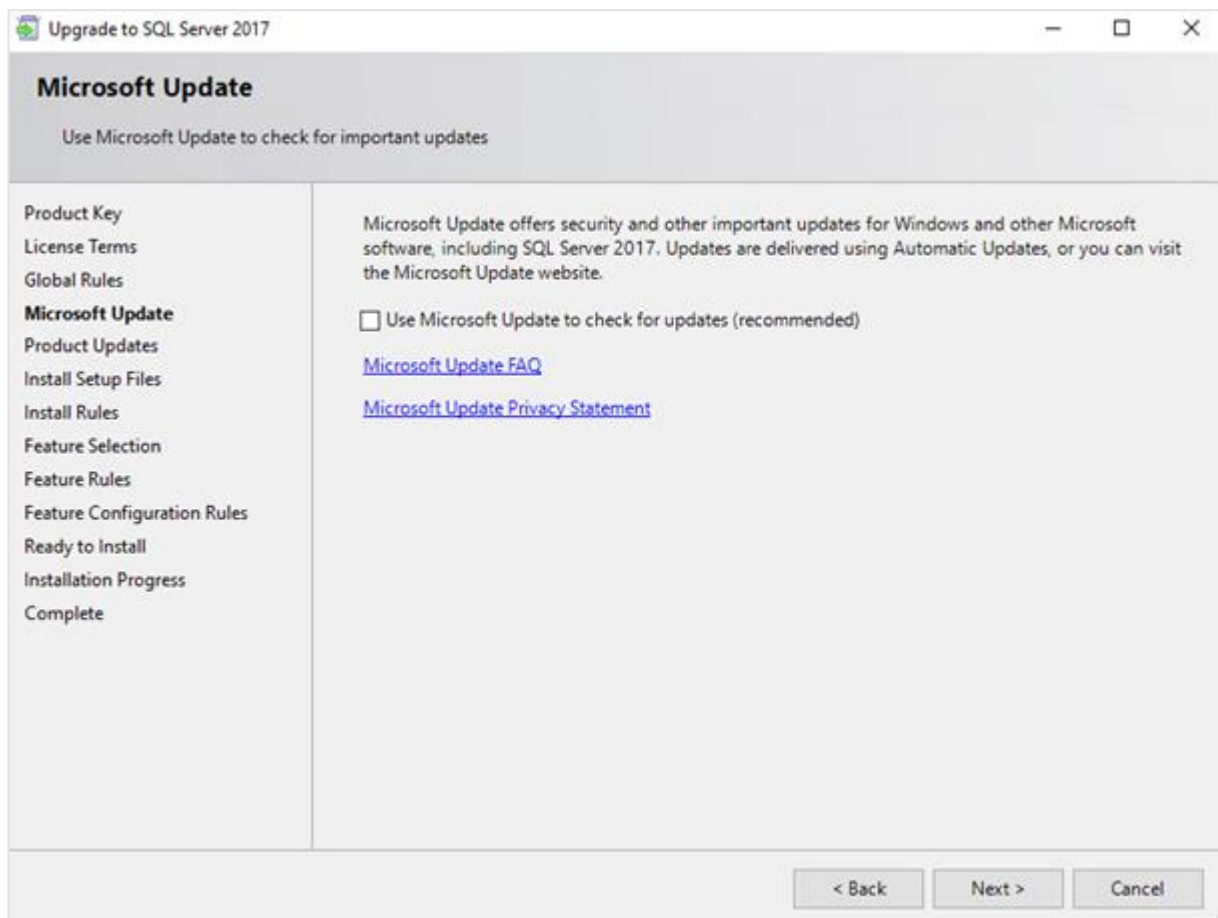 Upgrade to SQL Server 2017
Microsoft Update
Use Microsoft Update to check for important updates
Product Key
License Terms
Global Rules
Microsoft Update
Product Updates
Install Setup Files
Install Rules
Feature Selection
Feature Rules
Feature Configuration Rules
Ready to Install
Installation Progress
Complete
Microsoft Update offers security and other important updates for Windows and other Microsoft
software, including SQL Server 2017. Updates are delivered using Automatic Updates, or you can visit
the Microsoft Update website.
Use Microsoft Update to check for updates (recommended)
Microsoft Update FAQ
Microsoft Update Privacy Statement
< Back
Next >
Cancel